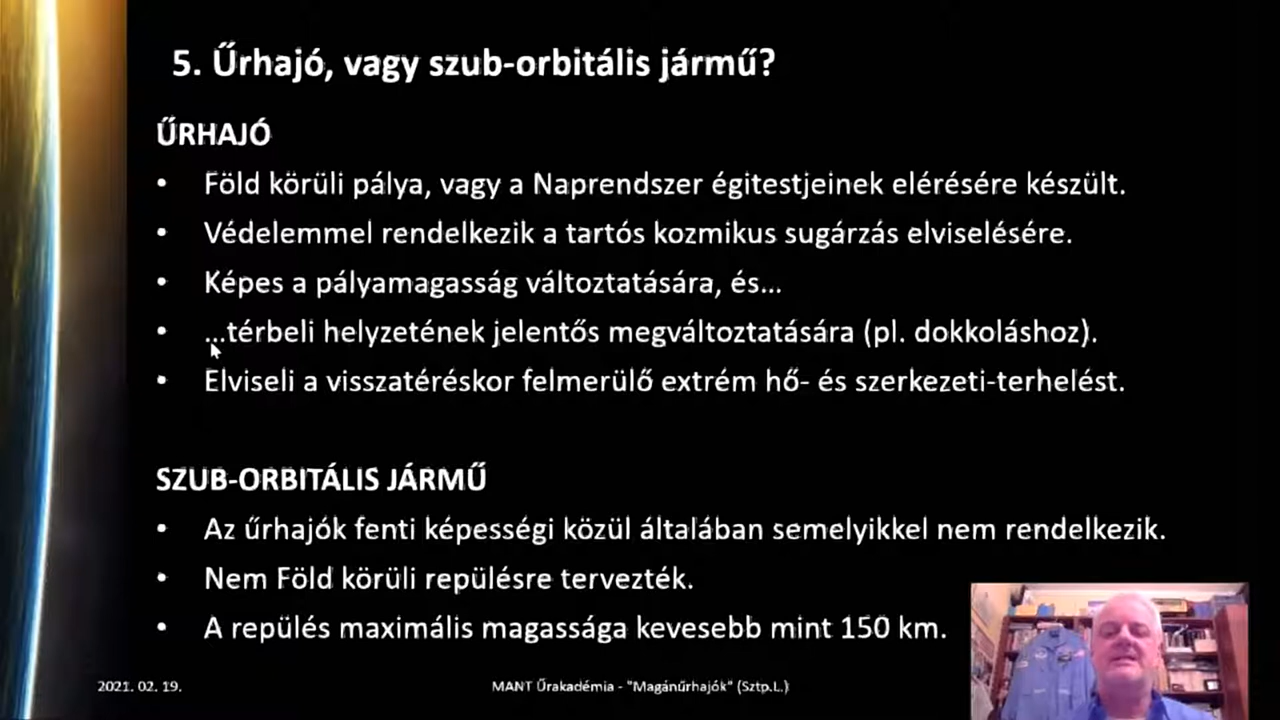 5. Űrhajó, vagy szub-orbitális jármű?
ŰRHAJÓ
• Föld körüli pálya, vagy a Naprendszer égitestjeinek elérésére készült.
• Védelemmel rendelkezik a tartós kozmikus sugárzás elviselésére.
• Képes a pályamagasság változtatására, és...
• ...térbeli helyzetének jelentős megváltoztatására (pl. dokkoláshoz).
• Elviseli a visszatéréskor felmerülő extrém hő- és szerkezeti-terhelést.
SZUB-ORBITÁLIS JÁRMŰ
• Az űrhajók fenti képességi közül általában semelyikkel nem rendelkezik.
• Nem Föld körüli repülésre tervezték.
• A repülés maximális magassága kevesebb mint 150 km.
2021. 02. 19.
MANT Űrakadémia - "Magánűrhajók" (Sztp.L.)